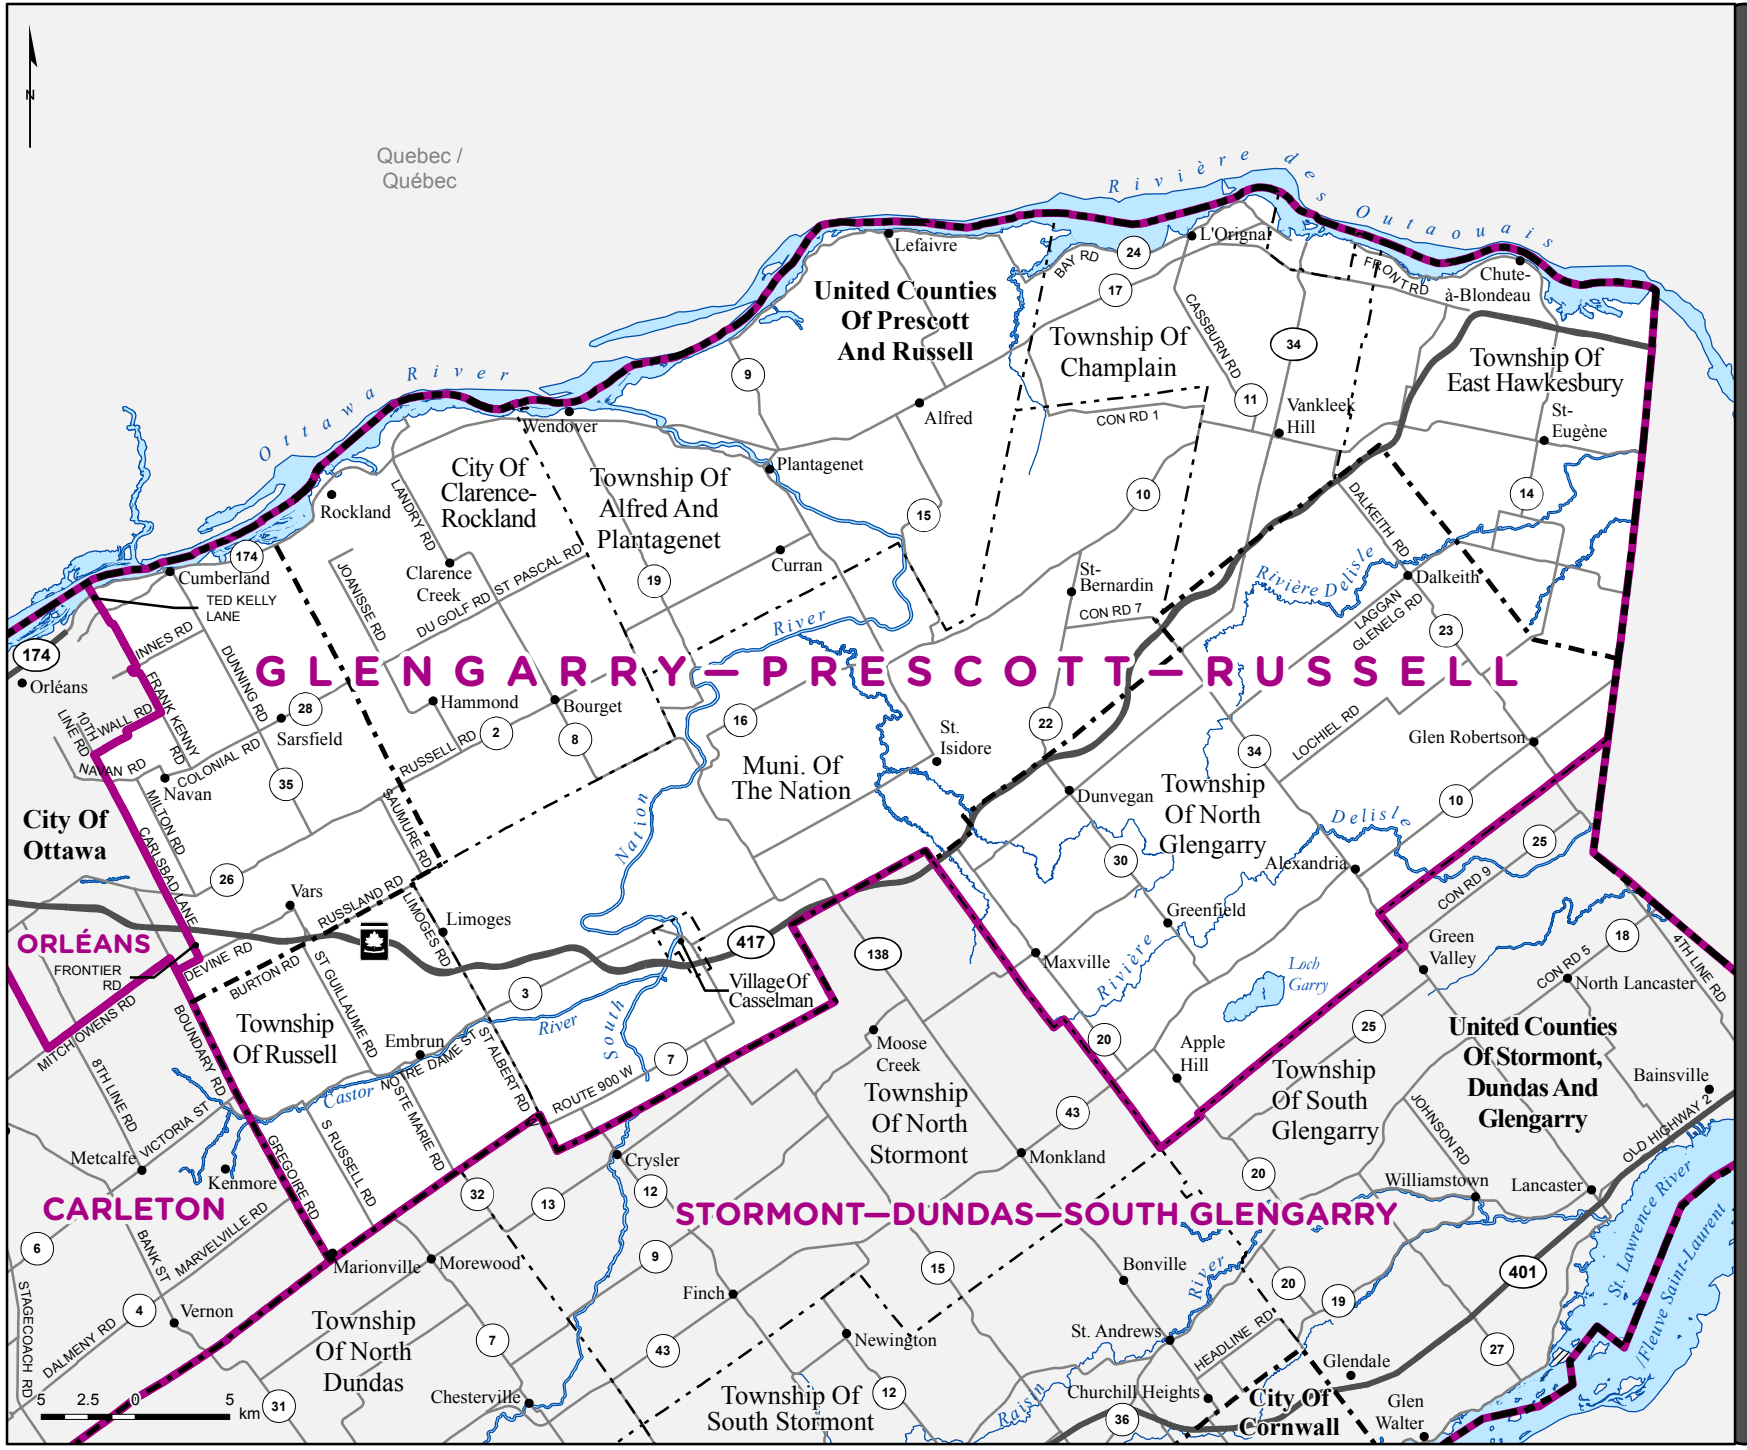 N
Quebec /
Québec
Rivière des Outaouais
Ottawa River
Lefaivre
L'Orignal
BAY RD
24
17
FRONT RD
Chute-
à-Blondeau
United Counties
Of Prescott
And Russell
Township Of
Champlain
CASSBURN RD
34
Township Of
East Hawkesbury
9
11
Alfred
CON RD 1
Vankleek
Hill
St-
Eugène
Wendover
Plantagenet
City Of
Clarence-
Rockland
Township Of
Alfred And
Plantagenet
LANDRY RD
Rockland
15
10
14
DALKEITH RD
174
Cumberland
TED KELLY
LANE
JOANISSE RD
Clarence
Creek
DU GOLF RD
ST PASCAL RD
19
Curran
St-
Bernardin
CON RD 7
Rivière Delisle
Dalkeith
LAGGAN
GLENELG RD
23
River
INNES RD
174
Orléans
DUNNING RD
GLENGARRY—PRESCOTT—RUSSELL
FRANK KENNY
RD
10TH
LINE RD
WALL RD
28
Sarsfield
Hammond
Bourget
2
8
RUSSELL RD
16
22
St.
Isidore
34
LOCHIEL RD
Glen Robertson
NAVAN RD
COLONIAL RD
Navan
35
MILTON RD
SAUMURE RD
Muni. Of
The Nation
Nation
Dunvegan
Township
Of North
Glengarry
10
Delisle
25
City Of
Ottawa
CARLSBAD LANE
26
Vars
RUSSLAND RD
LIMOGES RD
Limoges
30
Alexandria
CON RD 9
Greenfield
ORLÉANS
FRONTIER
RD
DEVINE RD
BURTON RD
ST GUILLAUME RD
417
138
Village Of
Casselman
Maxville
Rivière
Loch
Garry
Green
Valley
18
4TH LINE RD
CON RD 5
North Lancaster
MITCH OWENS RD
BOUNDARY RD
3
River
South
Township
Of Russell
Embrun
NOTRE DAME ST
ST ALBERT RD
7
ROUTE 900 W
Moose
Creek
20
Apple
Hill
25
United Counties
Of Stormont,
Dundas And
Glengarry
8TH LINE RD
VICTORIA ST
Castor
STE MARIE RD
S RUSSELL RD
Township
Of North
Stormont
43
Township
Of South
Glengarry
JOHNSON RD
Bainsville
OLD HIGHWAY 2
Metcalfe
Kenmore
GREGOIRE RD
Crysler
Monkland
20
Williamstown
Lancaster
CARLETON
32
13
12
STORMONT—DUNDAS—SOUTH GLENGARRY
6
BANK ST
MARVELVILLE RD
Marionville
Morewood
9
15
Bonville
River
401
St. Lawrence River
/Fleuve Saint-Laurent
STAGECOACH RD
4
DALMENY RD
Vernon
Township
Of North
Dundas
7
Finch
43
Newington
St. Andrews
20
19
HEADLINE RD
27
Glendale
5 2.5 0 5 km
31
Chesterville
Township Of
South Stormont
12
Raisin
Churchill Heights
36
City Of
Cornwall
Glen
Walter